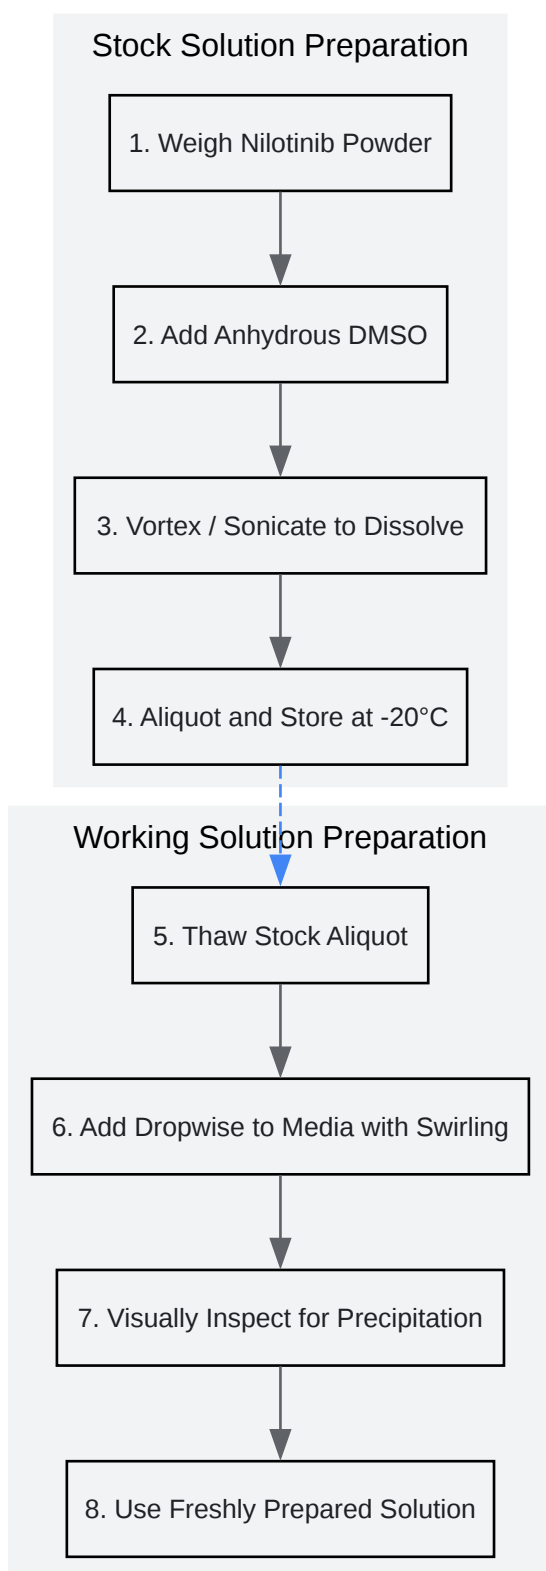 Stock Solution Preparation
1. Weigh Nilotinib Powder
2. Add Anhydrous DMSO
3. Vortex / Sonicate to Dissolve
4. Aliquot and Store at -20°C
Working Solution Preparation
5. Thaw Stock Aliquot
6. Add Dropwise to Media with Swirling
7. Visually Inspect for Precipitation
8. Use Freshly Prepared Solution